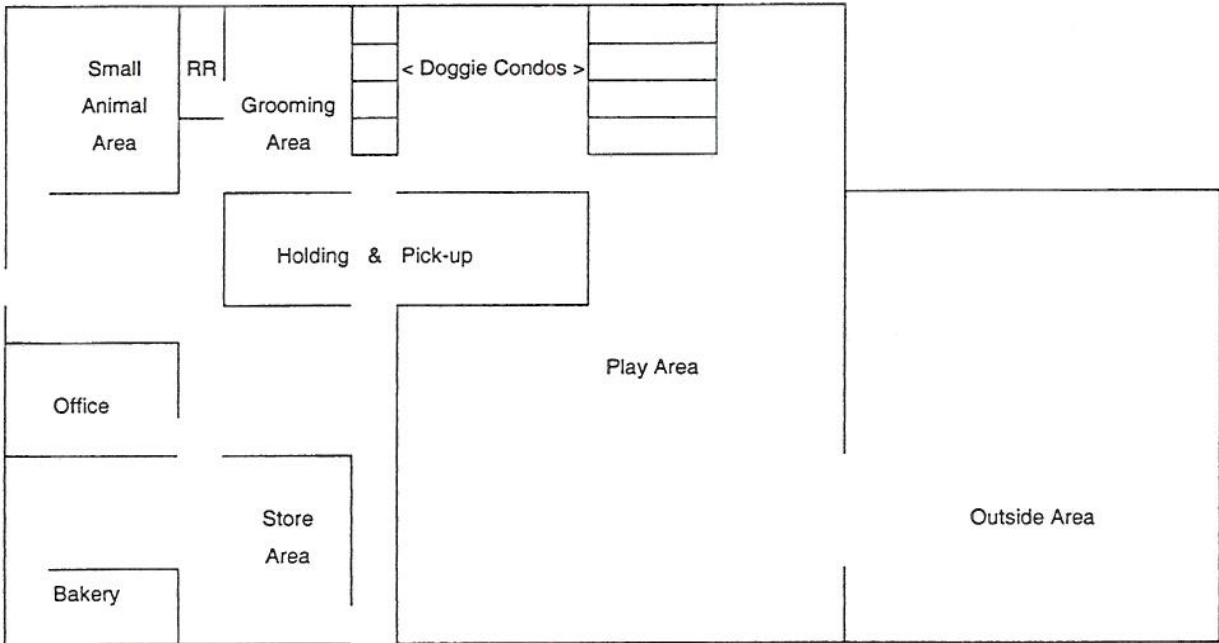 Small
Animal
Area
RR
Grooming
Area
< Doggie Condos >
Holding & Pick-up
Office
Play Area
Store
Area
Outside Area
Bakery